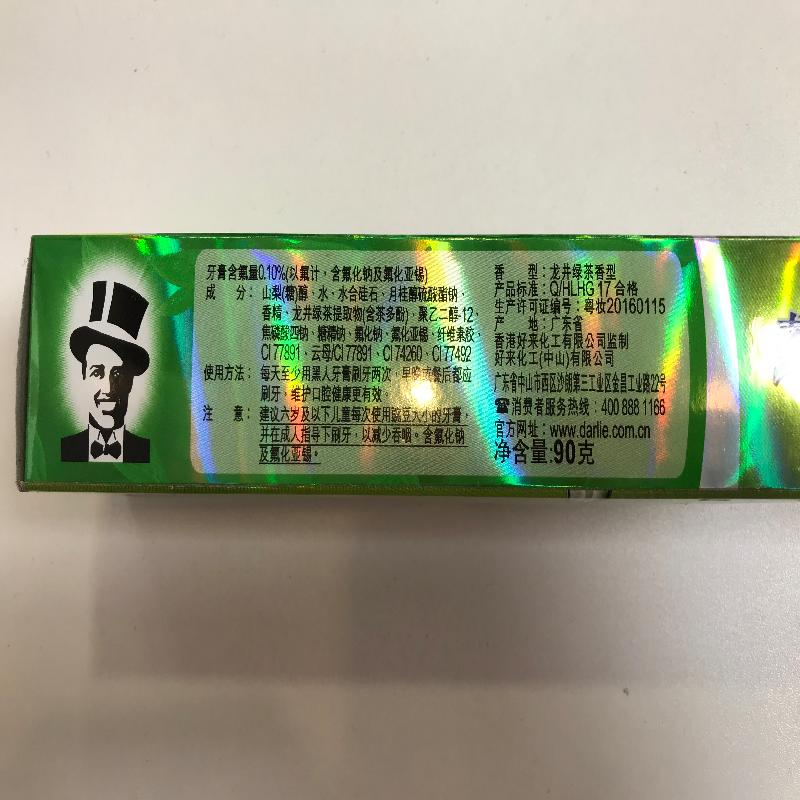 牙膏含氟量0.10%(以氟计，含氟化钠及氟化亚锡)
成 分：山梨(糖)醇、水、水合硅石、月桂醇硫酸酯钠、
香精、龙井绿茶提取物(含茶多酚)、聚乙二醇-12、
焦磷酸四钠、糖精钠、氟化钠、氟化亚锡、纤维素胶、
CI 77891、云母/CI 77891、CI 74260、CI 77492
使用方法：每天至少用黑人牙膏刷牙两次，早晚或餐后都应
刷牙，维护口腔健康更有效
注 意：建议六岁及以下儿童每次使用豌豆大小的牙膏，
并在成人指导下刷牙，以减少吞咽。含氟化钠
及氟化亚锡。
香 型：龙井绿茶香型
产品标准：Q/HLHG 17 合格
生产许可证编号：粤妆20160115
产 地：广东省
香港好来化工有限公司监制
好来化工(中山)有限公司
广东省中山市西区沙朗第三工业区金昌工业路22号
☎消费者服务热线：400 888 1166
官方网址：www.darlie.com.cn
净含量:90克